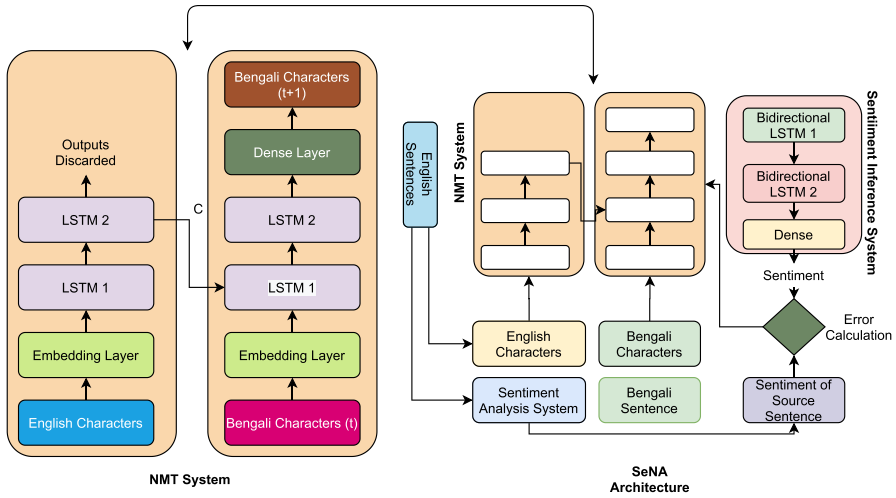 Bengali Characters
(t+1)
Outputs
Discarded
Dense Layer
LSTM 2
C
LSTM 2
LSTM 1
LSTM 1
Embedding Layer
Embedding Layer
English Characters
Bengali Characters (t)
NMT System
English
Sentences
NMT System
Bidirectional
LSTM 1
Bidirectional
LSTM 2
Dense
Sentiiment Inference System
Sentiment
Error
Calculation
English
Characters
Bengali
Characters
Sentiment
Analysis System
Bengali
Sentence
Sentiment of
Source
Sentence
SeNA
Architecture